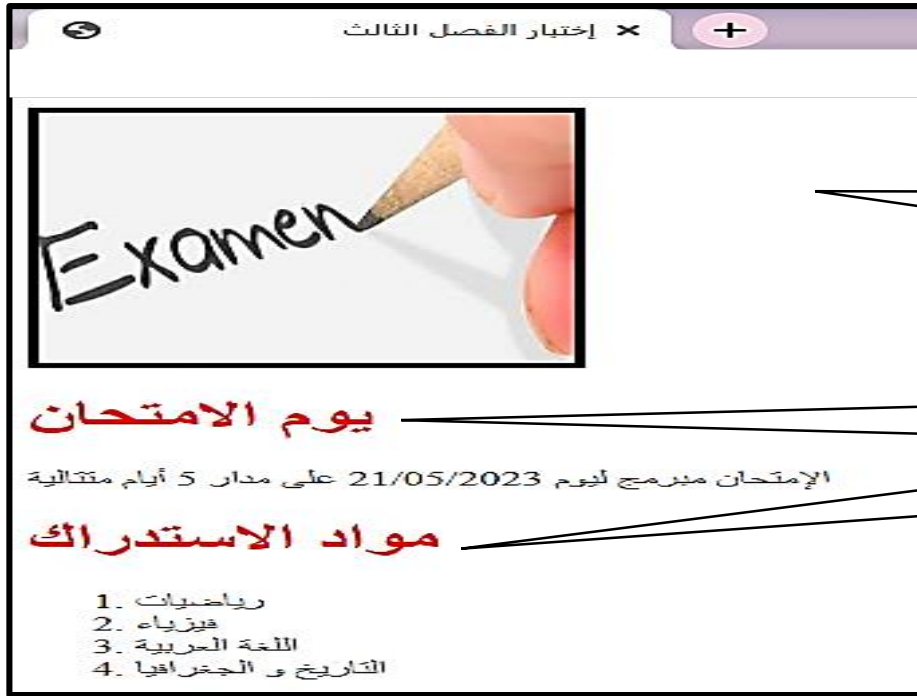 إختبار الفصل الثالث
Examen
يوم الامتحان
الإمتحان مبرمج ليوم 21/05/2023 على مدار 5 أيام متتالية
مواد الاستدراك
1. رياضيات
2. فيزياء
3. اللغة العربية
4. التاريخ و الجغرافيا